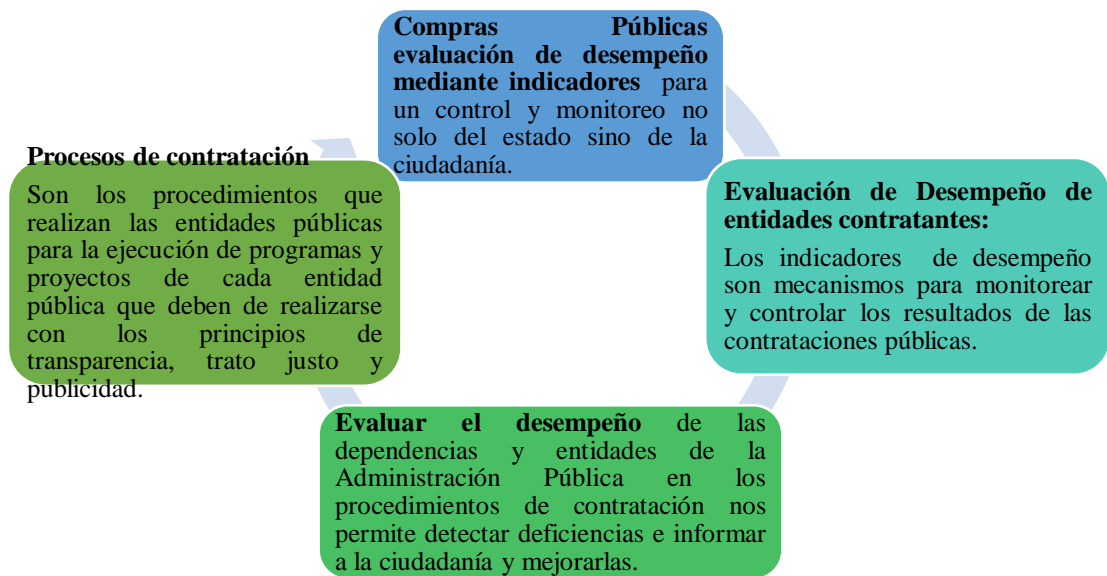 Compras Públicas
evaluación de desempeño
mediante indicadores para
un control y monitoreo no
solo del estado sino de la
ciudadanía.
Evaluación de Desempeño de
entidades contratantes:
Los indicadores de desempeño
son mecanismos para monitorear
y controlar los resultados de las
contrataciones públicas.
Evaluar el desempeño de las
dependencias y entidades de la
Administración Pública en los
procedimientos de contratación nos
permite detectar deficiencias e informar
a la ciudadanía y mejorarlas.
Procesos de contratación
Son los procedimientos que
realizan las entidades públicas
para la ejecución de programas y
proyectos de cada entidad
pública que deben de realizarse
con los principios de
transparencia, trato justo y
publicidad.